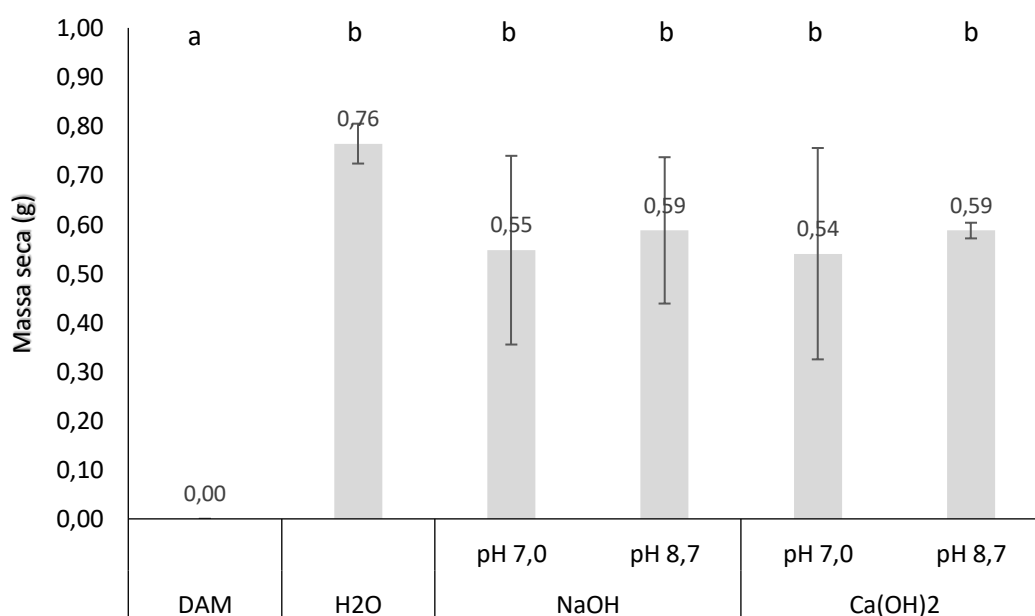 1,00
0,90
0,80
0,70
0,60
0,50
0,40
0,30
0,20
0,10
0,00
Massa seca (g)
a b b b b b
0,00 0,76 0,55 0,59 0,54 0,59
pH 7,0 pH 8,7 pH 7,0 pH 8,7
DAM H2O NaOH Ca(OH)2